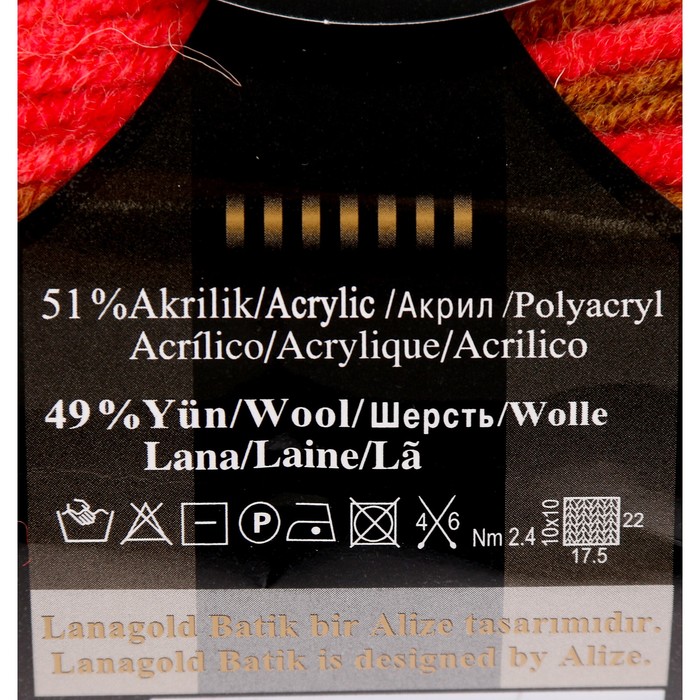 51%Akrilik/Acrylic /Акрил /Polyacryl
Acrílico/Acrylique/Acrilico
49%Yün/Wool/Шерсть/Wolle
Lana/Laine/Lã
P 4 6 Nm 2.4 10x10 22
17.5
Lanagold Batik bir Alize tasarımıdır.
Lanagold Batik is designed by Alize.